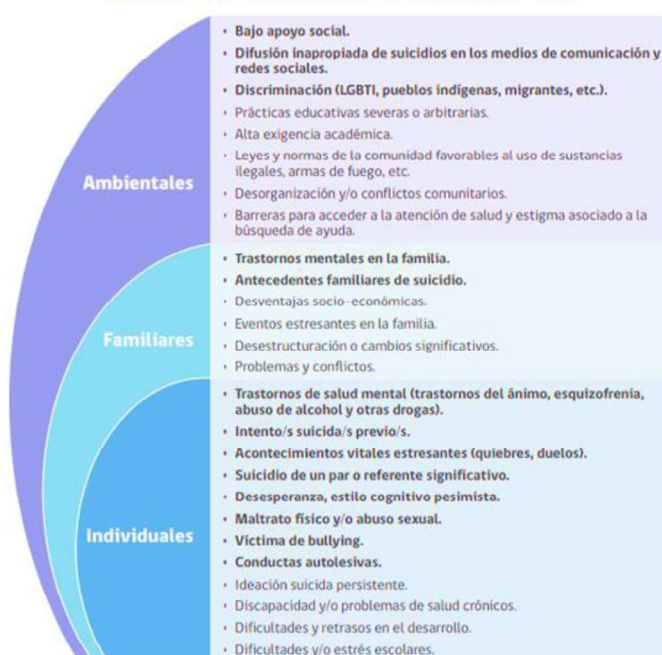 • Bajo apoyo social.
• Difusión inapropiada de suicidios en los medios de comunicación y
redes sociales.
• Discriminación (LGBTI, pueblos indígenas, migrantes, etc.).
• Prácticas educativas severas o arbitrarias.
• Alta exigencia académica.
• Leyes y normas de la comunidad favorables al uso de sustancias
ilegales, armas de fuego, etc.
• Desorganización y/o conflictos comunitarios.
• Barreras para acceder a la atención de salud y estigma asociado a la
búsqueda de ayuda.
Ambientales
• Trastornos mentales en la familia.
• Antecedentes familiares de suicidio.
• Desventajas socio-económicas.
• Eventos estresantes en la familia.
• Desestructuración o cambios significativos.
• Problemas y conflictos.
Familiares
• Trastornos de salud mental (trastornos del ánimo, esquizofrenia,
abuso de alcohol y otras drogas).
• Intento/s suicida/s previo/s.
• Acontecimientos vitales estresantes (quiebres, duelos).
• Suicidio de un par o referente significativo.
• Desesperanza, estilo cognitivo pesimista.
• Maltrato físico y/o abuso sexual.
• Víctima de bullying.
• Conductas autolesivas.
• Ideación suicida persistente.
• Discapacidad y/o problemas de salud crónicos.
• Dificultades y retrasos en el desarrollo.
• Dificultades y/o estrés escolares.
Individuales